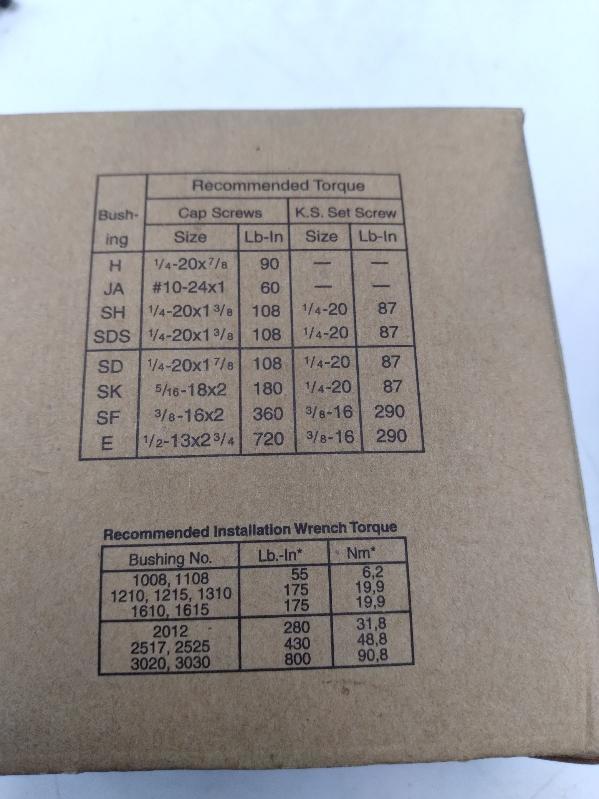 Recommended Torque
Bush-ing Cap Screws K.S. Set Screw
Size Lb-In Size Lb-In
H 1/4-20x7/8 90 — —
JA #10-24x1 60 — —
SH 1/4-20x1 3/8 108 1/4-20 87
SDS 1/4-20x1 3/8 108 1/4-20 87
SD 1/4-20x1 7/8 108 1/4-20 87
SK 5/16-18x2 180 1/4-20 87
SF 3/8-16x2 360 3/8-16 290
E 1/2-13x2 3/4 720 3/8-16 290
Recommended Installation Wrench Torque
Bushing No. Lb.-In* Nm*
1008, 1108 55 6,2
1210, 1215, 1310 175 19,9
1610, 1615 175 19,9
2012 280 31,8
2517, 2525 430 48,8
3020, 3030 800 90,8